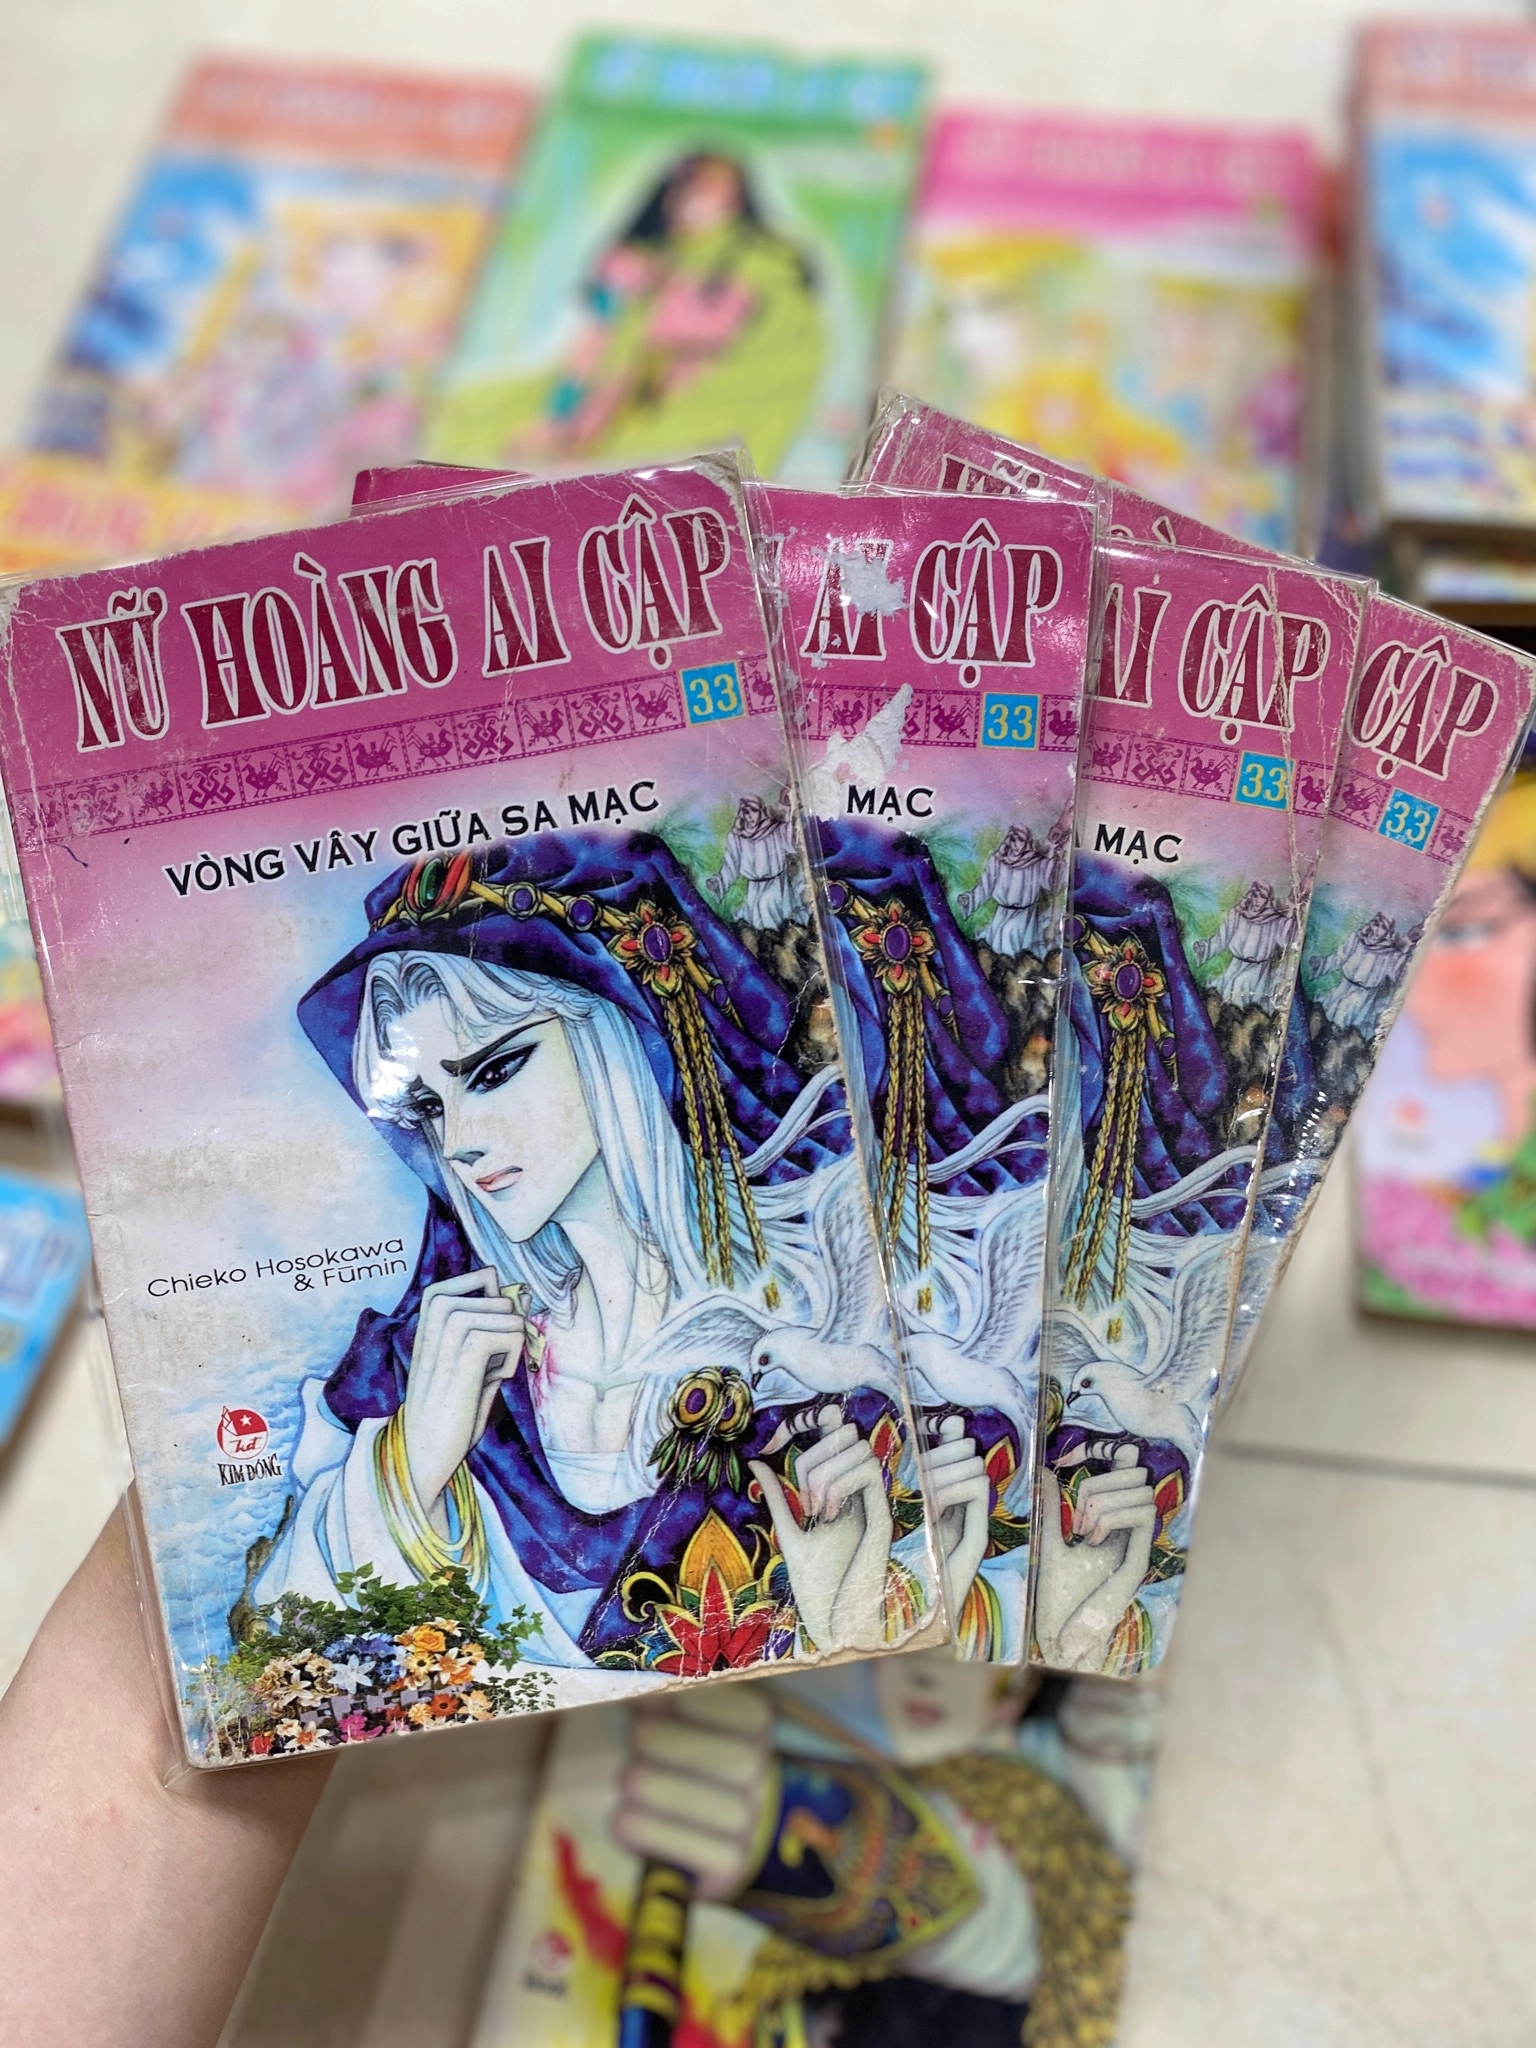 NỮ HOÀNG AI CẬP
33
VÒNG VÂY GIỮA SA MẠC
Chieko Hosokawa
& Fūmin
kđ
KIM ĐỒNG
AI CẬP
33
MẠC
AI CẬP
33
MẠC
CẬP
33